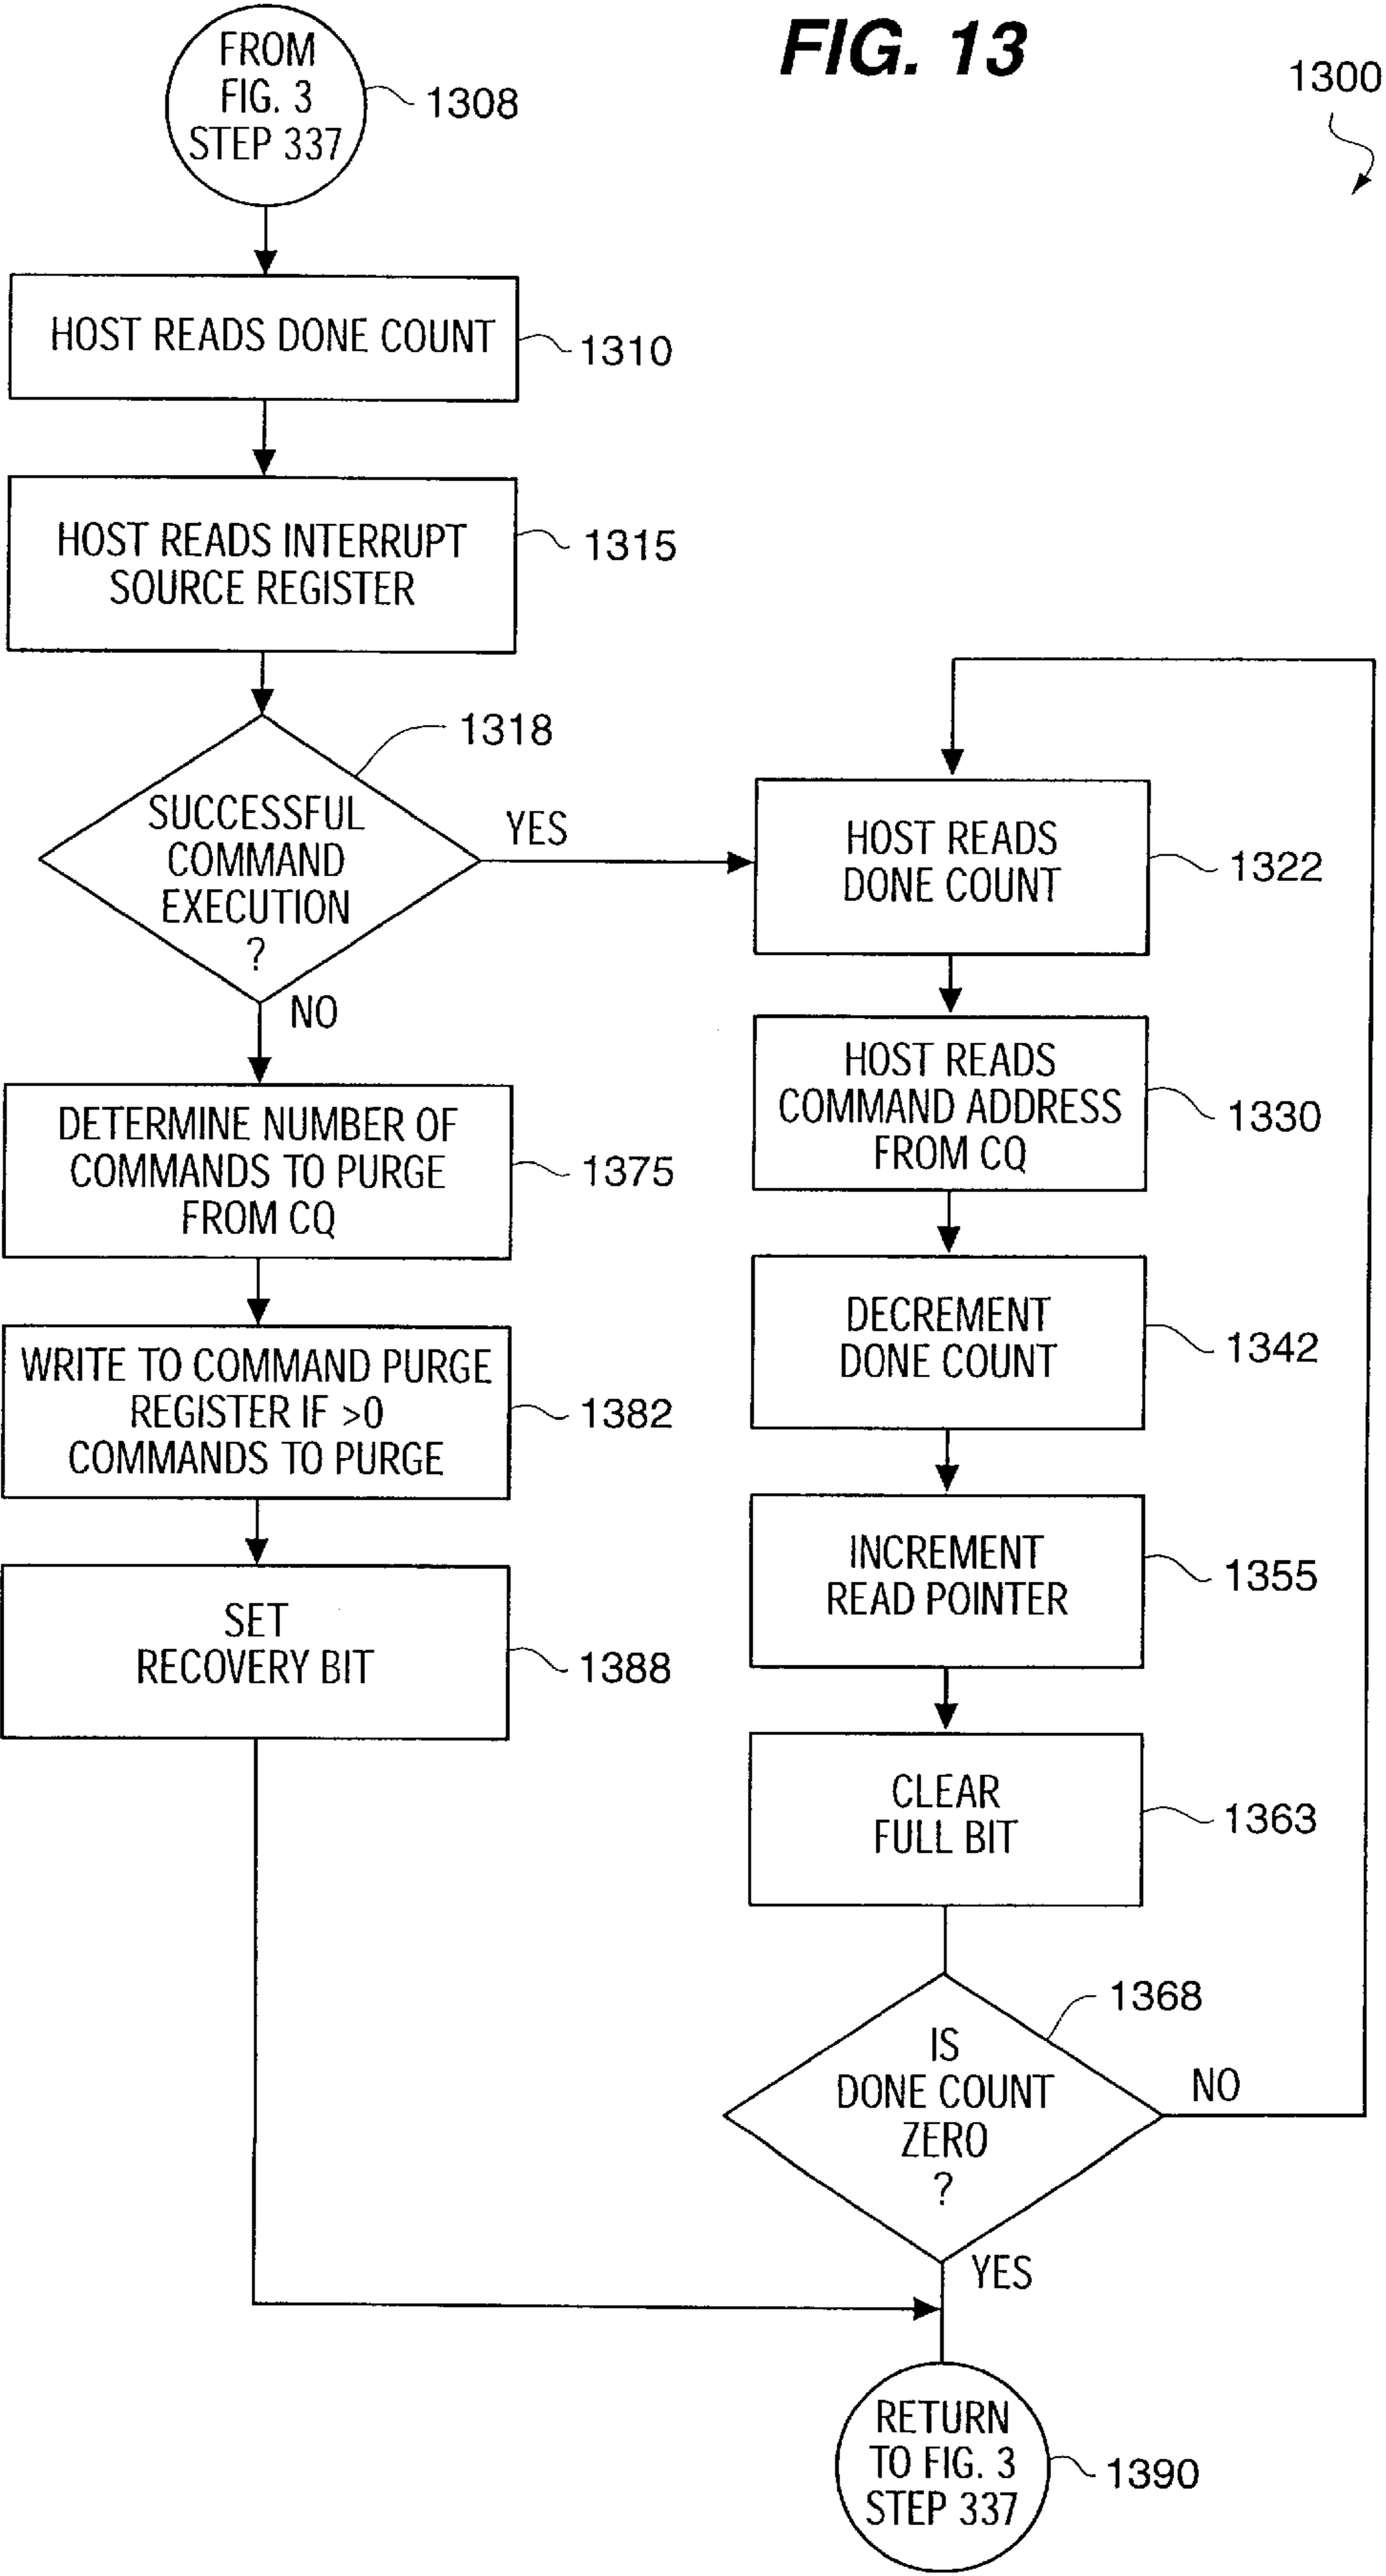 FIG. 13
1300
FROM
FIG. 3
STEP 337
1308
HOST READS DONE COUNT
1310
HOST READS INTERRUPT
SOURCE REGISTER
1315
SUCCESSFUL
COMMAND
EXECUTION
?
1318
YES
NO
DETERMINE NUMBER OF
COMMANDS TO PURGE
FROM CQ
1375
WRITE TO COMMAND PURGE
REGISTER IF >0
COMMANDS TO PURGE
1382
SET
RECOVERY BIT
1388
HOST READS
DONE COUNT
1322
HOST READS
COMMAND ADDRESS
FROM CQ
1330
DECREMENT
DONE COUNT
1342
INCREMENT
READ POINTER
1355
CLEAR
FULL BIT
1363
IS
DONE COUNT
ZERO
?
1368
NO
YES
RETURN
TO FIG. 3
STEP 337
1390